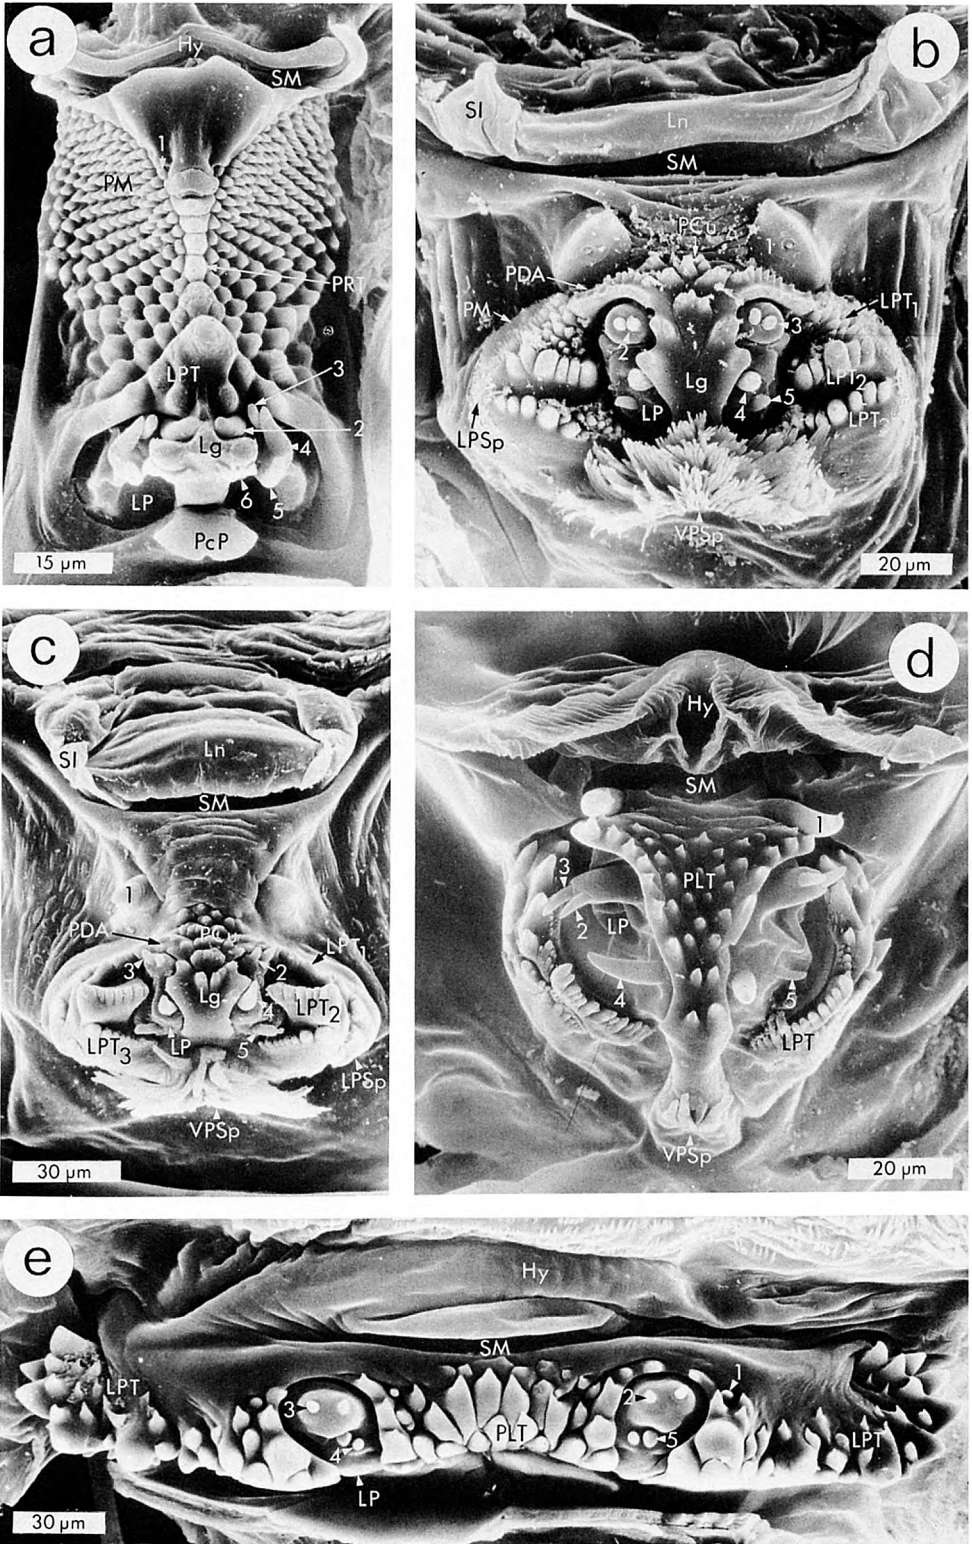 a
Hy
SM
1
PM
PRT
LPT
3
2
Lg
4
LP
6
5
PcP
15 µm
b
SI
Ln
SM
PCu
1
PDA
PM
LPT1
3
2
LPT2
Lg
LP
4
5
LPT3
LPSp
VPSp
20 µm
c
SI
Ln
SM
1
PDA
PCu
LPT1
3
2
Lg
4
LPT2
LPT3
LP
5
LPSp
VPSp
30 µm
d
Hy
SM
1
3
PLT
2
LP
4
5
LPT
VPSp
20 µm
e
Hy
SM
LPT
1
2
3
PLT
4
5
LPT
LP
30 µm